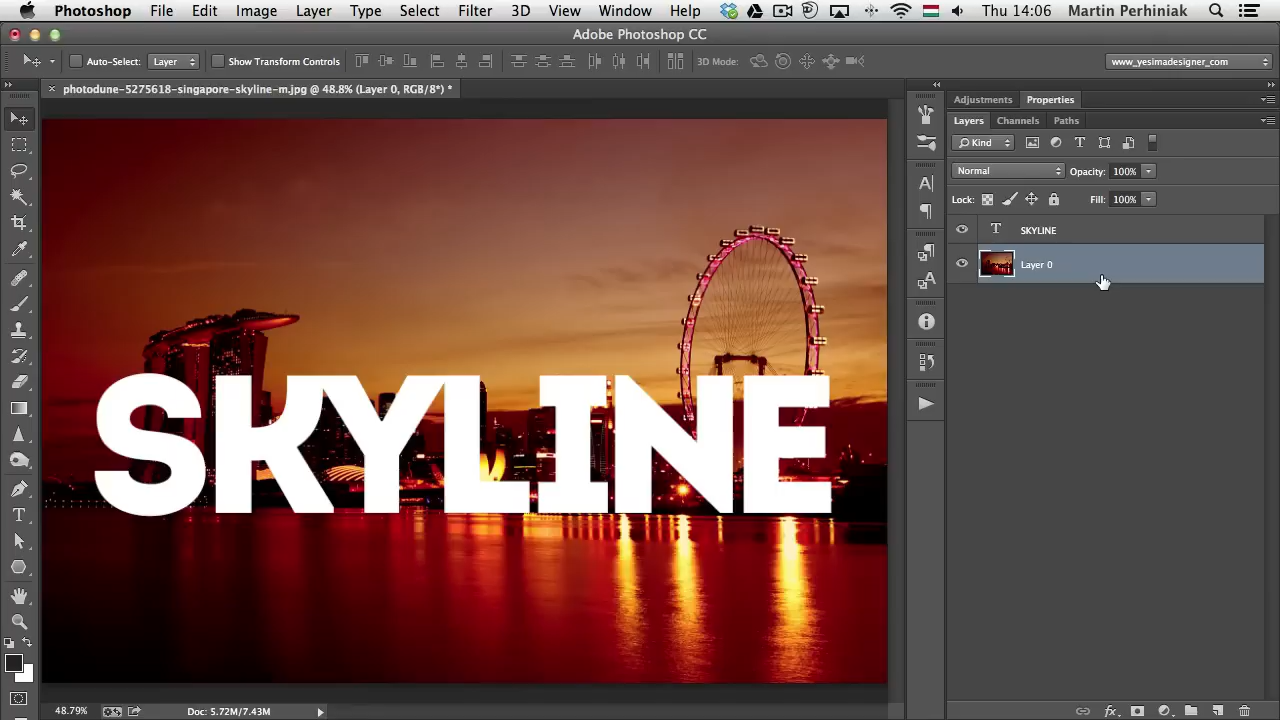 Photoshop File Edit Image Layer Type Select Filter 3D View Window Help Thu 14:06 Martin Perhiniak
Adobe Photoshop CC
Auto-Select: Layer Show Transform Controls 3D Mode: www_yesimadesigner_com
photodune-5275618-singapore-skyline-m.jpg @ 48.8% (Layer 0, RGB/8*) *
Adjustments Properties
Layers Channels Paths
Kind
Normal Opacity: 100%
Lock: Fill: 100%
SKYLINE
Layer 0
SKYLINE
48.79% Doc: 5.72M/7.43M